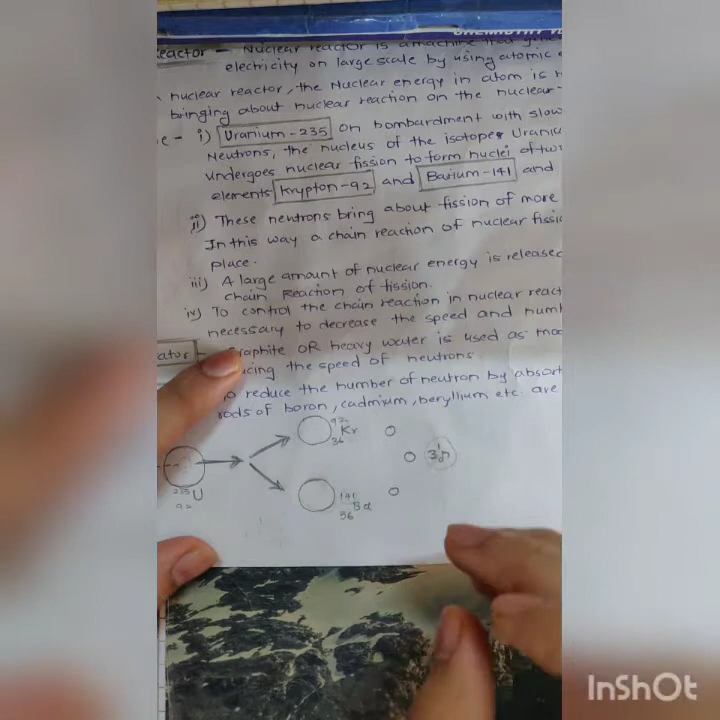 CHEMISTRY
Reactor - Nuclear reactor is a machine that
electricity on large scale by using atomic
nuclear reactor, the Nuclear energy in atom is
bringing about nuclear reaction on the nuclear
i) Uranium-235 on bombardment with slow
Neutrons, the nucleus of the isotopes
undergoes nuclear fission to form nuclei of
elements Krypton-92 and Barium-141 and
ii) These neutrons bring about fission of more
In this way a chain reaction of nuclear
place.
iii) A large amount of nuclear energy is released
chain Reaction of fission.
iv) To control the chain reaction in nuclear
necessary to decrease the speed and
Graphite OR heavy water is used as
the speed of neutrons
reduce the number of neutron by
rods of boron, cadmium, beryllium etc. are
92 36 Kr
3 1 0 n
235 92 U
141 56 Ba
InShOt